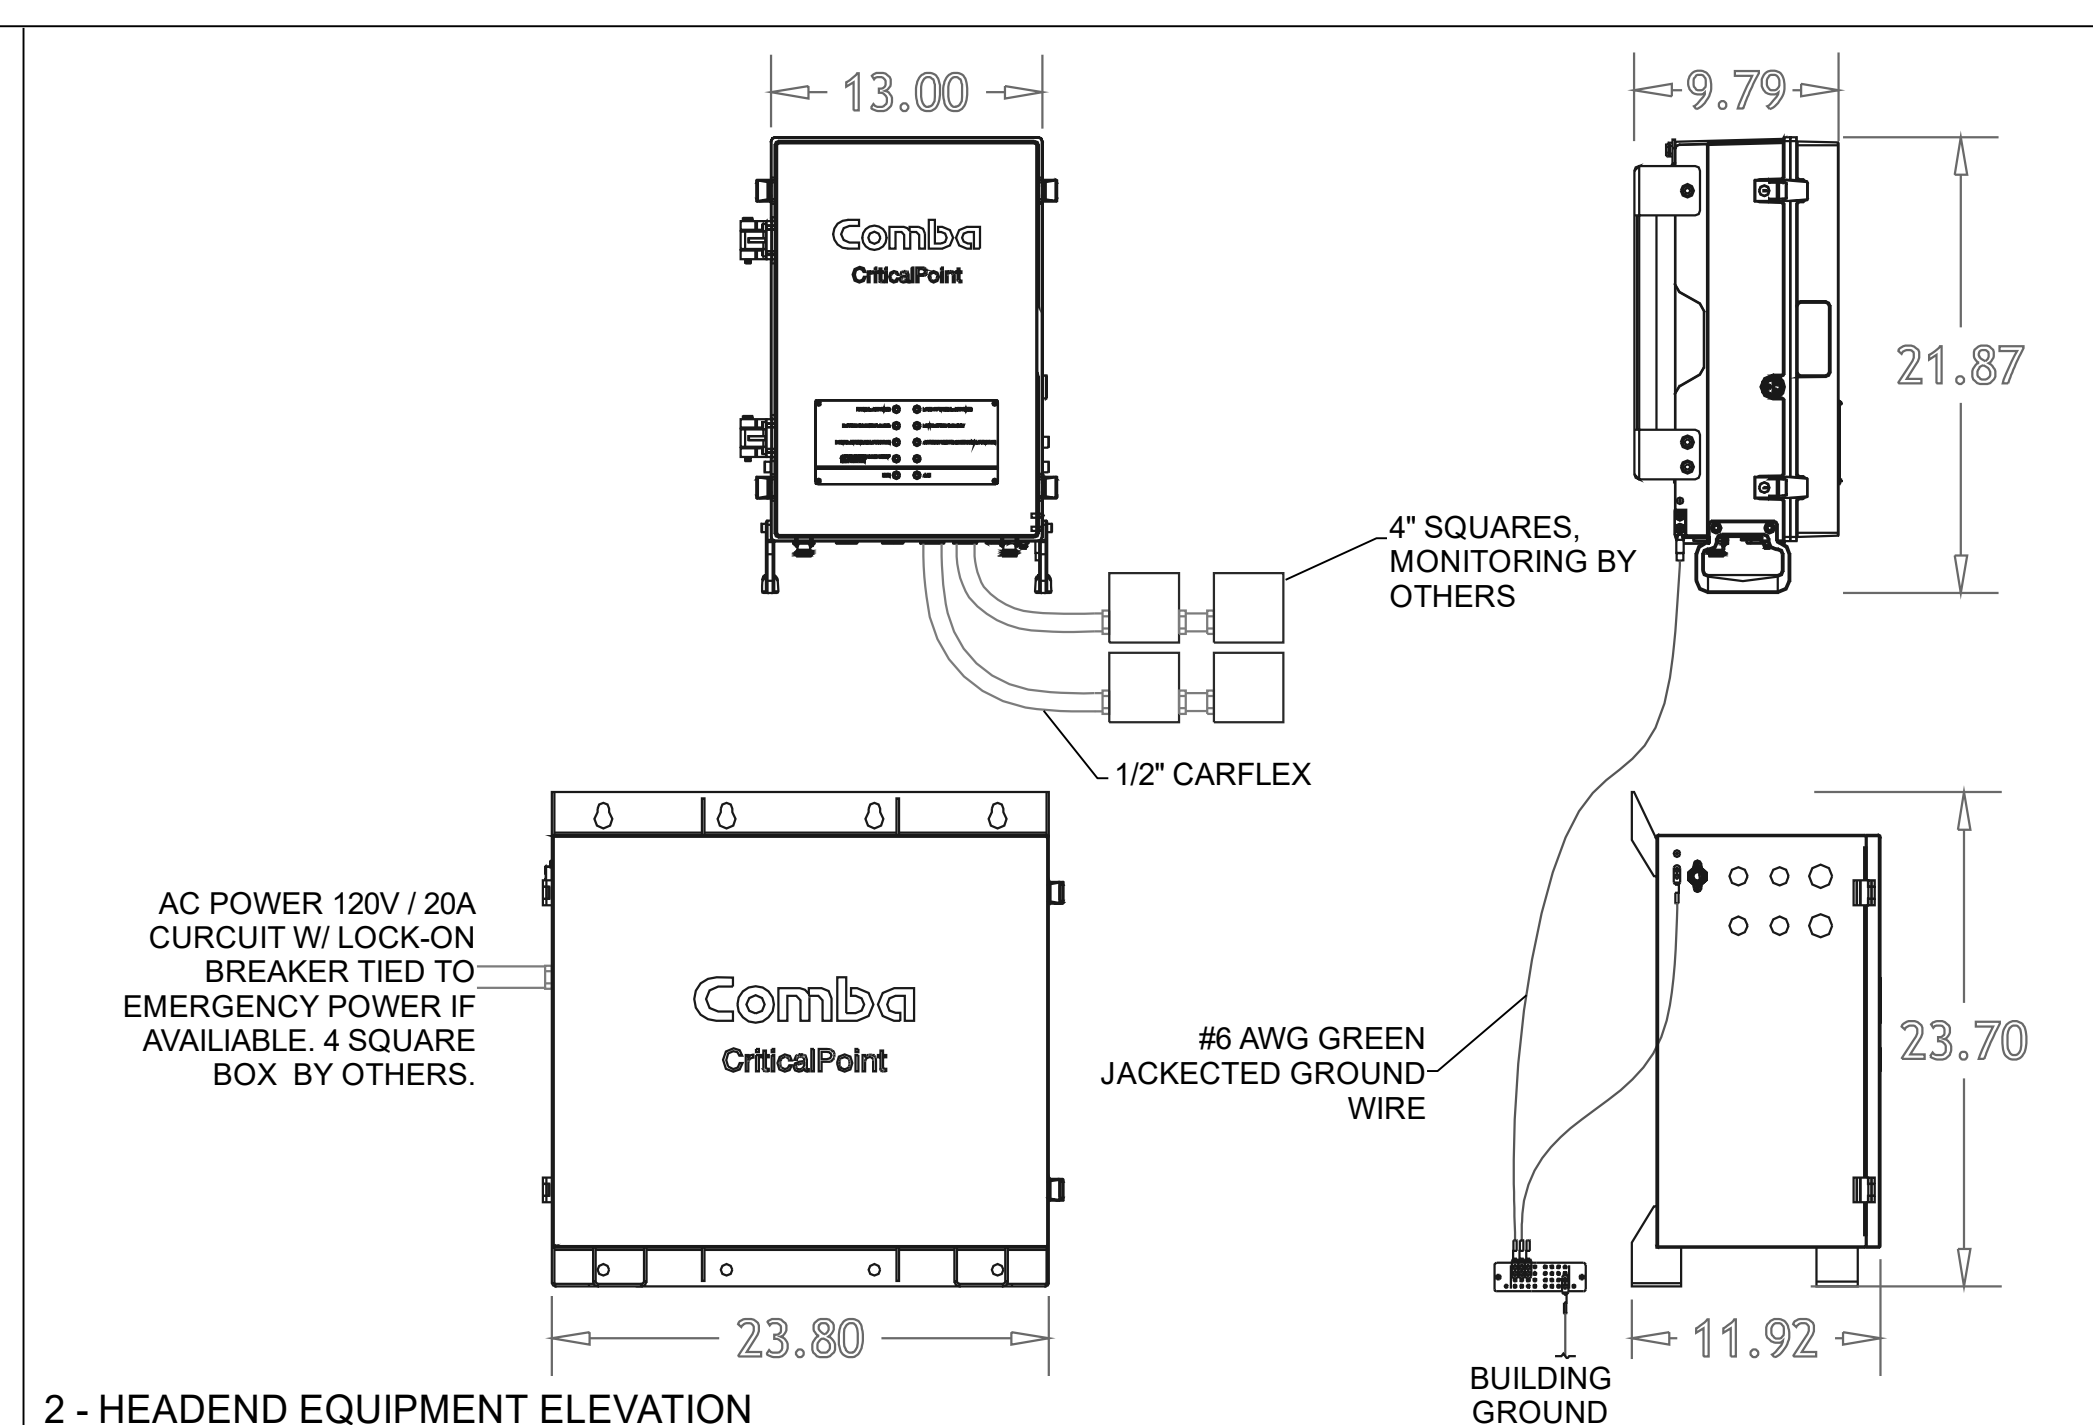 13.00
9.79
Comba
CriticalPoint
21.87
4" SQUARES,
MONITORING BY
OTHERS
1/2" CARFLEX
AC POWER 120V / 20A
CURCUIT W/ LOCK-ON
BREAKER TIED TO
EMERGENCY POWER IF
AVAILIABLE. 4 SQUARE
BOX BY OTHERS.
Comba
CriticalPoint
#6 AWG GREEN
JACKECTED GROUND
WIRE
23.70
23.80
11.92
BUILDING
GROUND
2 - HEADEND EQUIPMENT ELEVATION